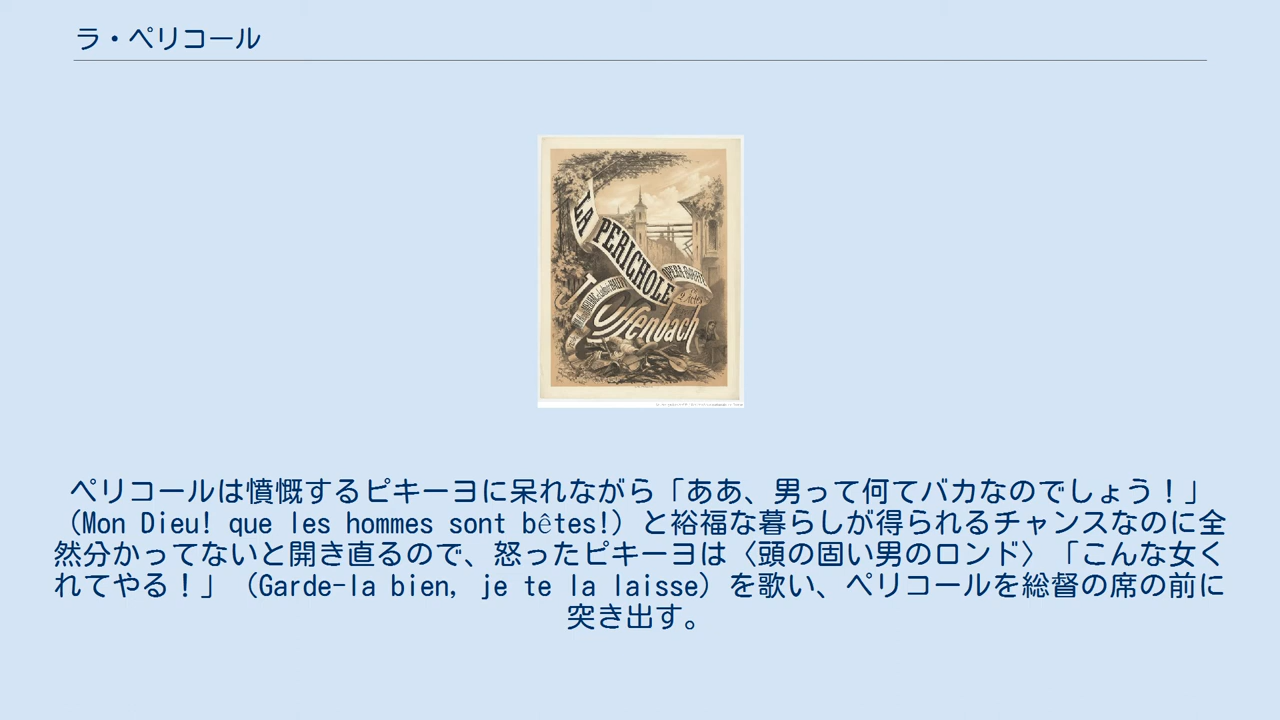 ラ・ペリコール
LA PERICHOLE
OPÉRA-BOUFFE
2 Actes
Offenbach
ペリコールは憤慨するピキーヨに呆れながら「ああ、男って何てバカなのでしょう！」
（Mon Dieu! que les hommes sont bêtes!）と裕福な暮らしが得られるチャンスなのに全
然分かってないと開き直るので、怒ったピキーヨは〈頭の固い男のロンド〉「こんな女く
れてやる！」（Garde-la bien, je te la laisse）を歌い、ペリコールを総督の席の前に
突き出す。